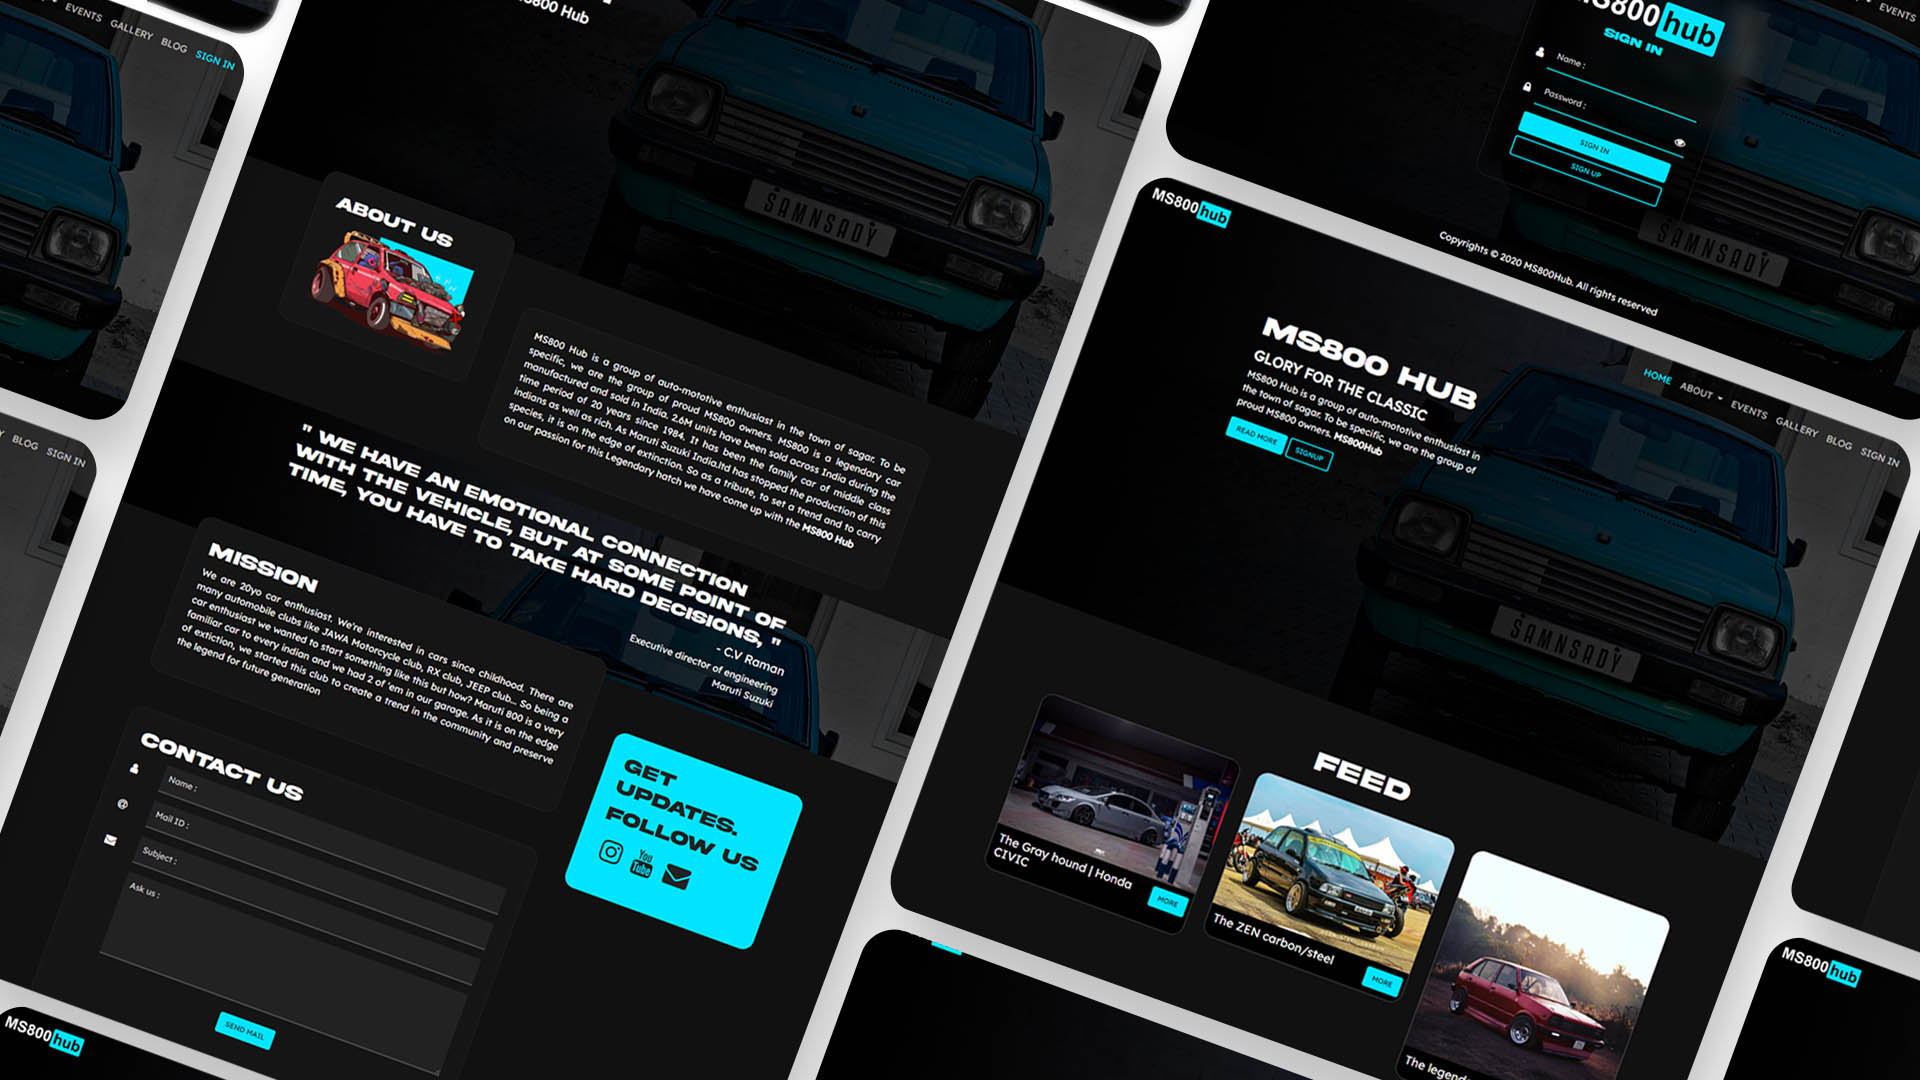 EVENTS GALLERY BLOG SIGN IN
MS800 Hub
SAMNSADY
ABOUT US
MS800 Hub is a group of auto-mototive enthusiast in the town of sagar. To be
specific, we are the group of proud MS800 owners. MS800 is a legendary car
manufactured and sold in India. 2.6M units have been sold across India during the
time period of 20 years since 1984. It has been the family car of middle class
indians as well as rich. As Maruti Suzuki India.ltd has stopped the production of this
species, it is on the edge of extinction. So as a tribute, to set a trend and to carry
on our passion for this Legendary hatch we have come up with the MS800 Hub
" WE HAVE AN EMOTIONAL CONNECTION
WITH THE VEHICLE, BUT AT SOME POINT OF
TIME, YOU HAVE TO TAKE HARD DECISIONS, "
- C.V Raman
Executive director of engineering
Maruti Suzuki
MISSION
We are 20yo car enthusiast. We're interested in cars since childhood. There are
many automobile clubs like JAWA Motorcycle club, RX club, JEEP club... So being a
car enthusiast we wanted to start something like this but how? Maruti 800 is a very
familiar car to every indian and we had 2 of 'em in our garage. As it is on the edge
of extiction, we started this club to create a trend in the community and preserve
the legend for future generation
CONTACT US
Name :
Mail ID :
Subject :
Ask us :
SEND MAIL
GET
UPDATES.
FOLLOW US
You
Tube
BLOG SIGN IN
MS800hub
MS800hub
SIGN IN
Name :
Password :
SIGN IN
SIGN UP
SAMNSADY
Copyrights © 2020 MS800Hub. All rights reserved
EVENTS
MS800hub
HOME ABOUT EVENTS GALLERY BLOG SIGN IN
MS800 HUB
GLORY FOR THE CLASSIC
MS800 Hub is a group of auto-mototive enthusiast in
the town of sagar. To be specific, we are the group of
proud MS800 owners. MS800Hub
READ MORE SIGNUP
SAMNSADY
FEED
The Gray hound | Honda
CIVIC
MORE
The ZEN carbon/steel
MORE
The legend
MS800hub